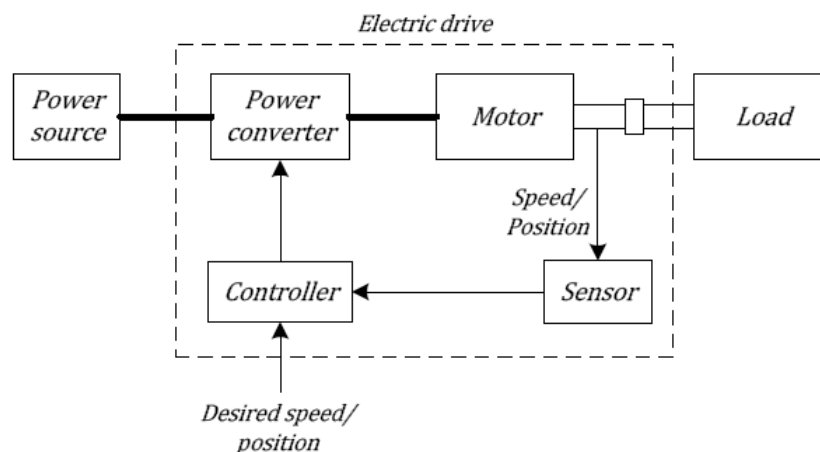 Electric drive
Power
source
Power
converter
Motor
Load
Speed/
Position
Controller
Sensor
Desired speed/
position